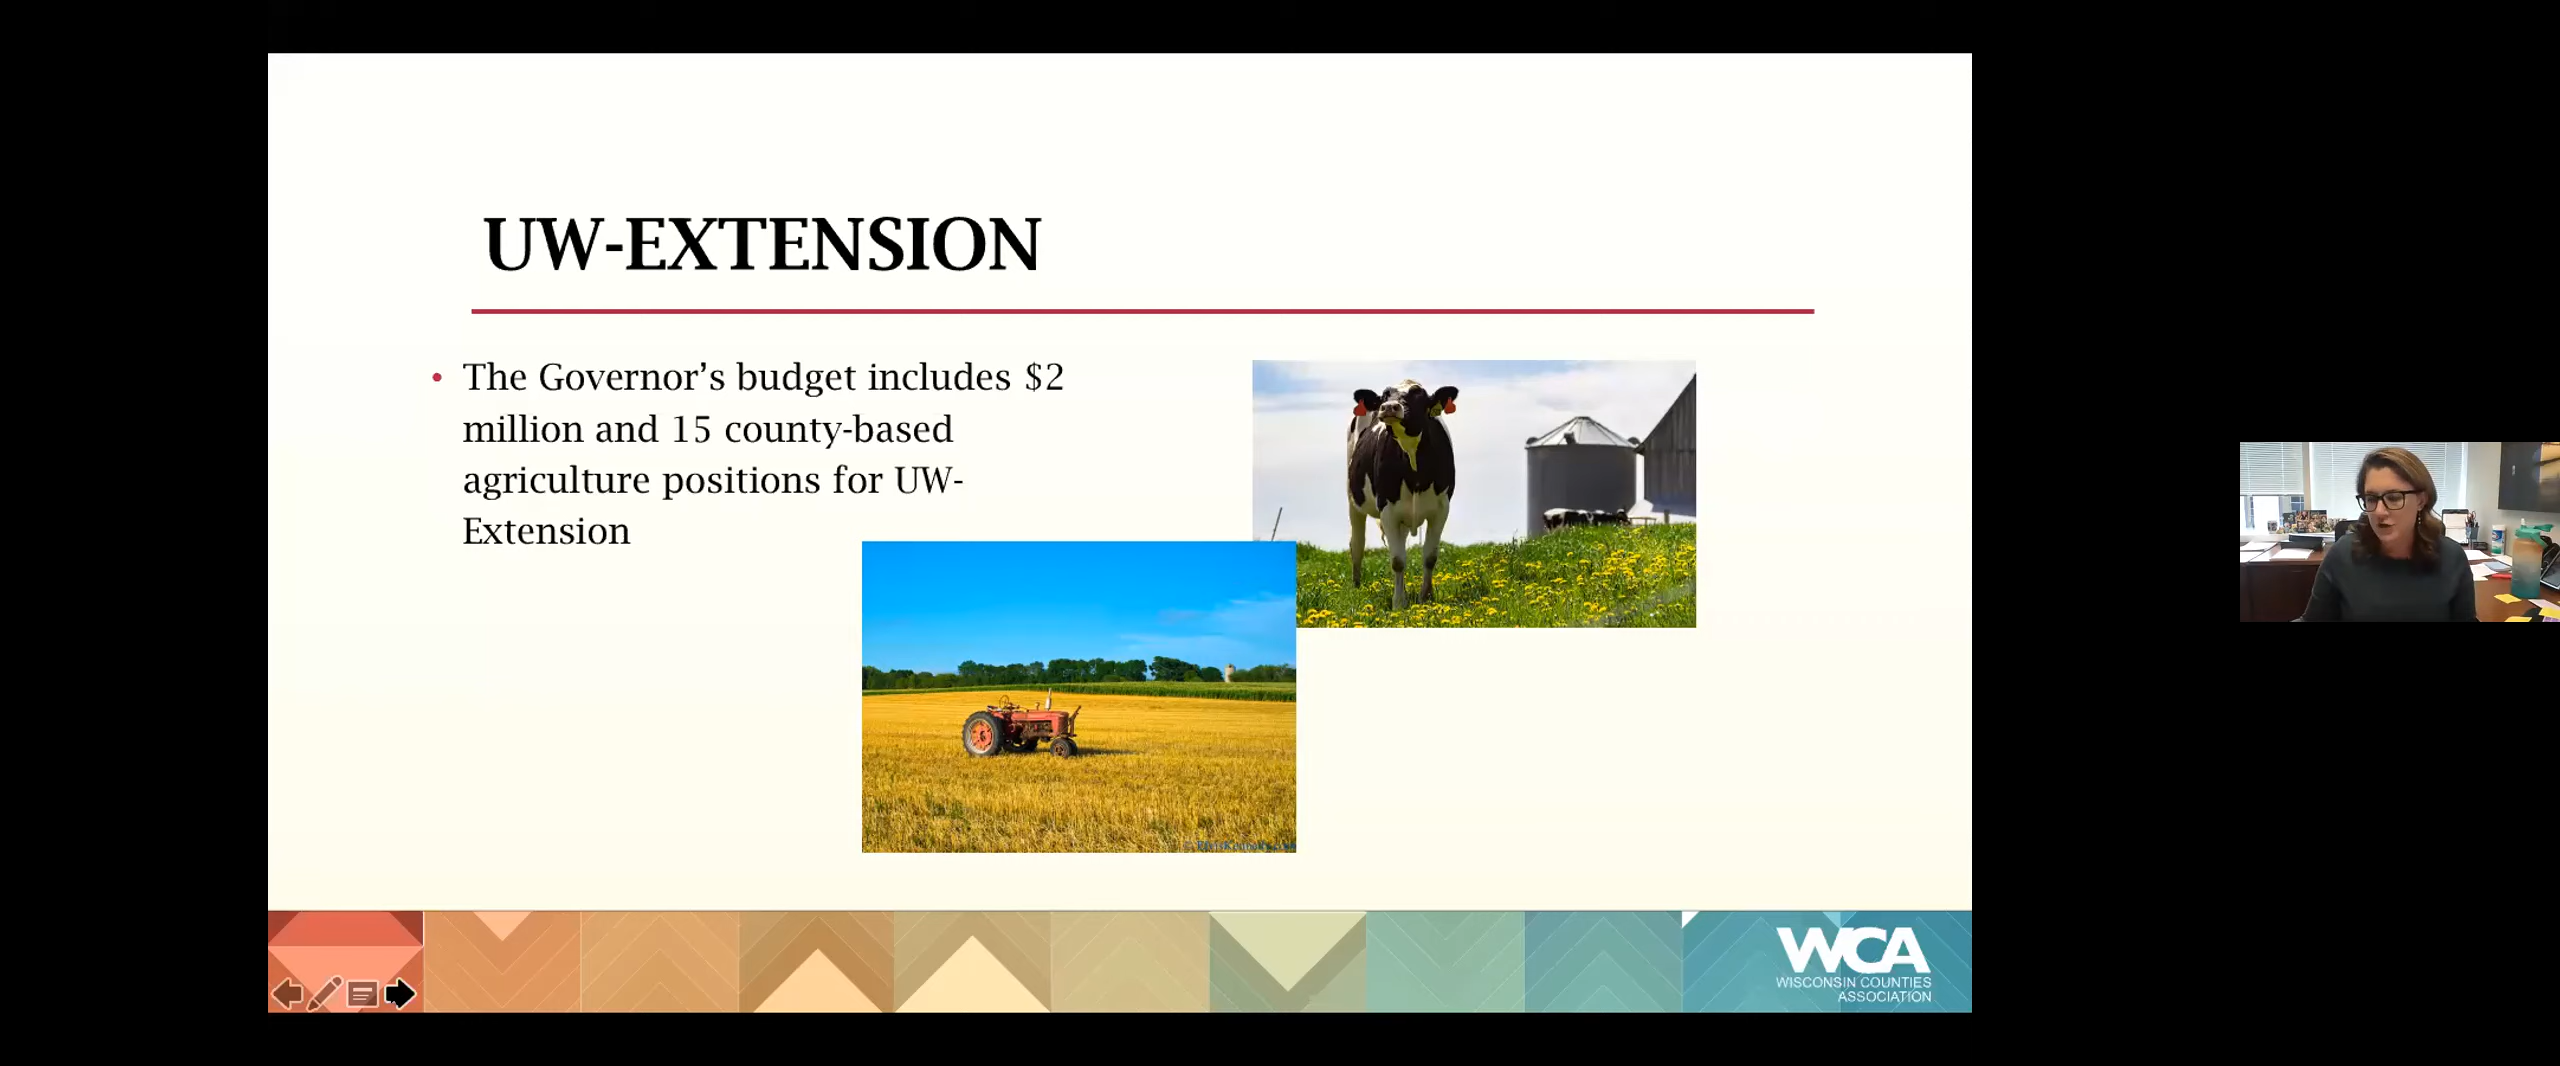 UW-EXTENSION
• The Governor’s budget includes $2
million and 15 county-based
agriculture positions for UW-
Extension
WCA
WISCONSIN COUNTIES
ASSOCIATION